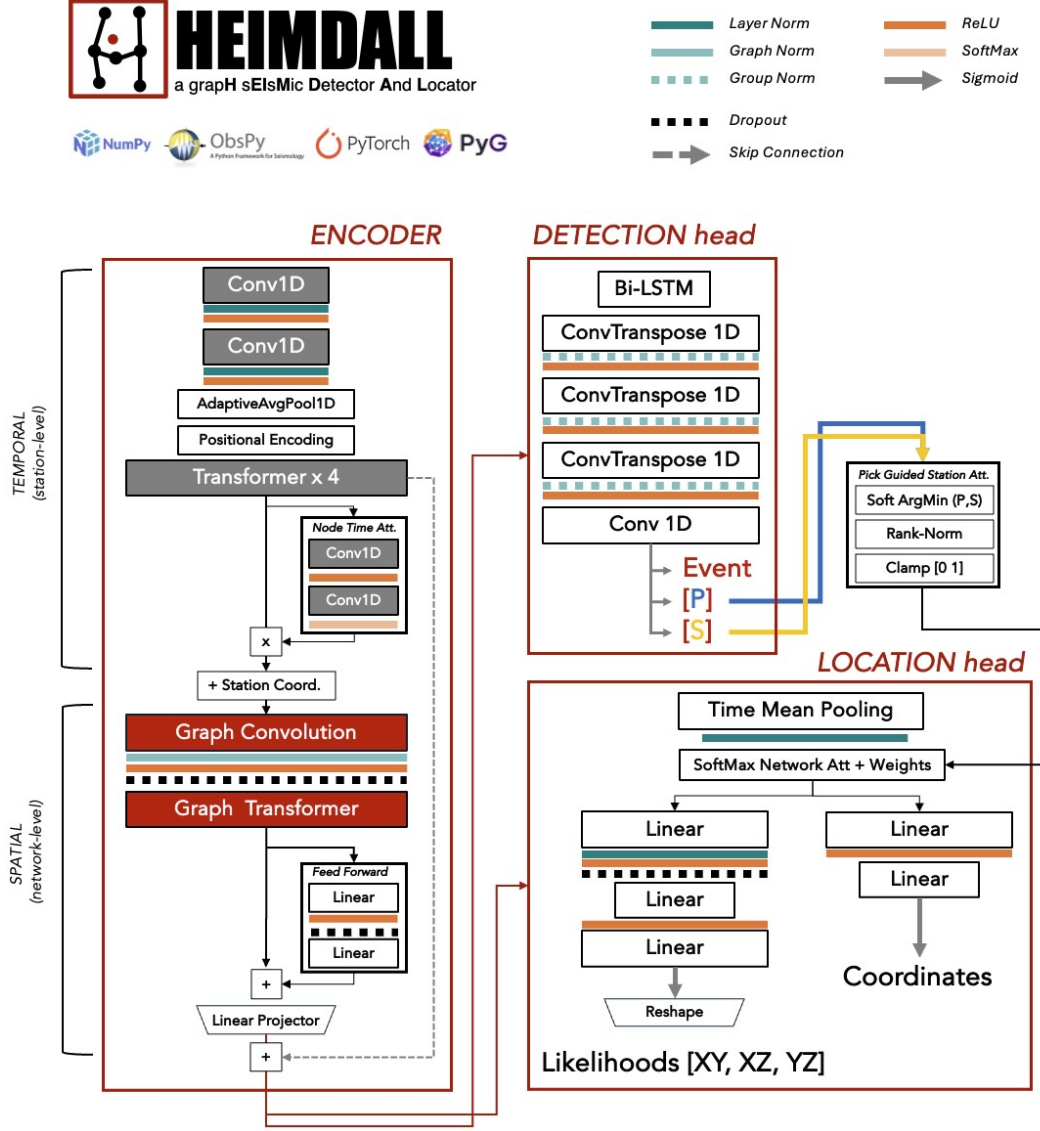 HEIMDALL
a grapH sEIsMic Detector And Locator
NumPy
ObsPy
A Python Framework for Seismology
PyTorch
PyG
Layer Norm
Graph Norm
Group Norm
Dropout
Skip Connection
ReLU
SoftMax
Sigmoid
ENCODER
TEMPORAL
(station-level)
Conv1D
Conv1D
AdaptiveAvgPool1D
Positional Encoding
Transformer x 4
Node Time Att.
Conv1D
Conv1D
x
+ Station Coord.
SPATIAL
(network-level)
Graph Convolution
Graph Transformer
Feed Forward
Linear
Linear
+
Linear Projector
+
DETECTION head
Bi-LSTM
ConvTranspose 1D
ConvTranspose 1D
ConvTranspose 1D
Conv 1D
Event
[P]
[S]
Pick Guided Station Att.
Soft ArgMin (P,S)
Rank-Norm
Clamp [0 1]
LOCATION head
Time Mean Pooling
SoftMax Network Att + Weights
Linear
Linear
Linear
Reshape
Likelihoods [XY, XZ, YZ]
Linear
Linear
Coordinates